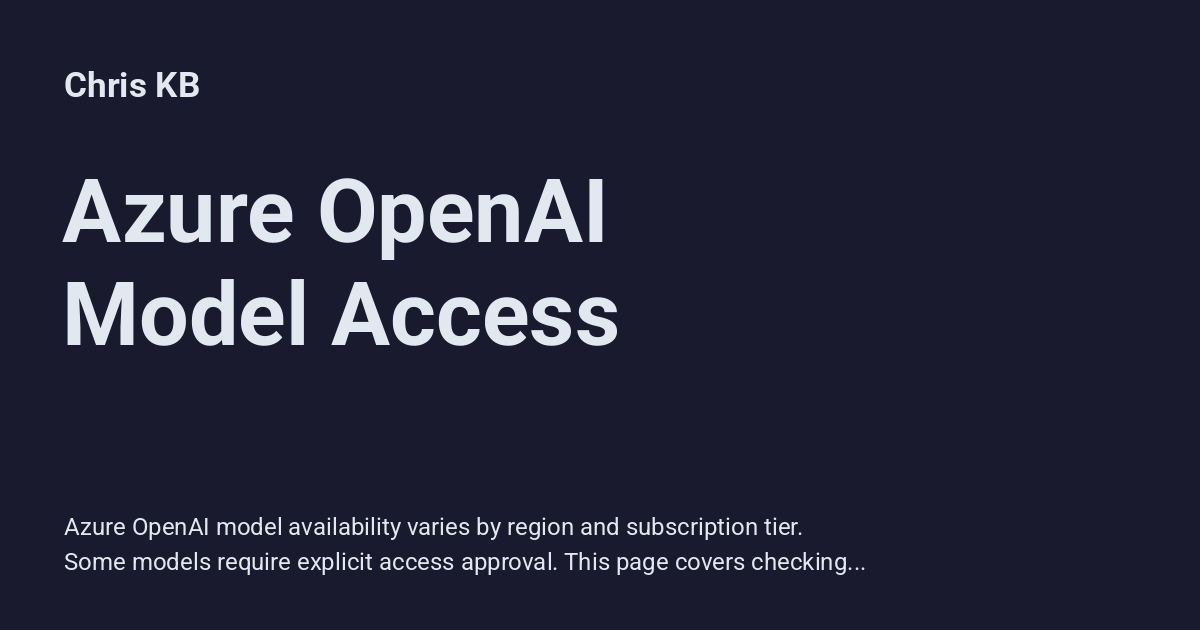 Chris KB
Azure OpenAI
Model Access
Azure OpenAI model availability varies by region and subscription tier.
Some models require explicit access approval. This page covers checking...